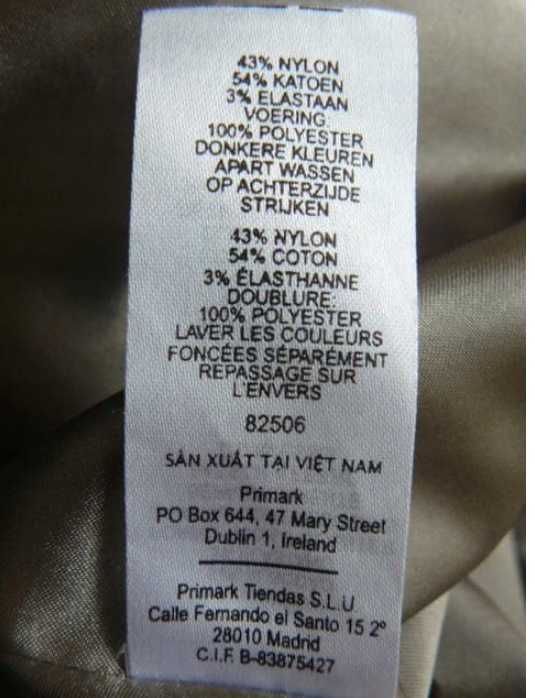 43% NYLON
54% KATOEN
3% ELASTAAN
VOERING:
100% POLYESTER
DONKERE KLEUREN
APART WASSEN
OP ACHTERZIJDE
STRIJKEN
43% NYLON
54% COTON
3% ÉLASTHANNE
DOUBLURE:
100% POLYESTER
LAVER LES COULEURS
FONCÉES SÉPARÉMENT
REPASSAGE SUR
L'ENVERS
82506
SẢN XUẤT TẠI VIỆT NAM
Primark
PO Box 644, 47 Mary Street
Dublin 1, Ireland
Primark Tiendas S.L.U.
Calle Fernando el Santo 15 2º
28010 Madrid
C.I.F. B-83875427